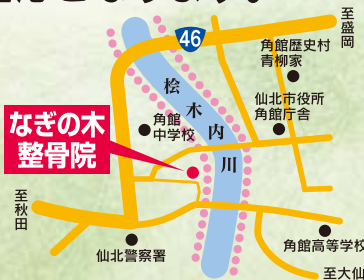 46
至盛岡
角館歴史村
青柳家
桧木内川
仙北市役所
角館庁舎
角館
中学校
なぎの木
整骨院
至秋田
仙北警察署
角館高等学校
至大仙